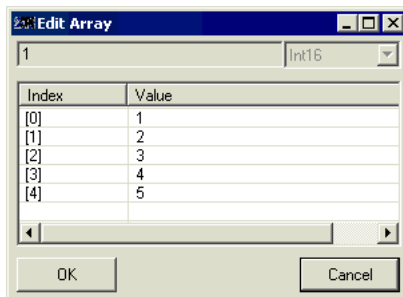 Edit Array
1 Int16
Index Value
[0] 1
[1] 2
[2] 3
[3] 4
[4] 5
OK Cancel